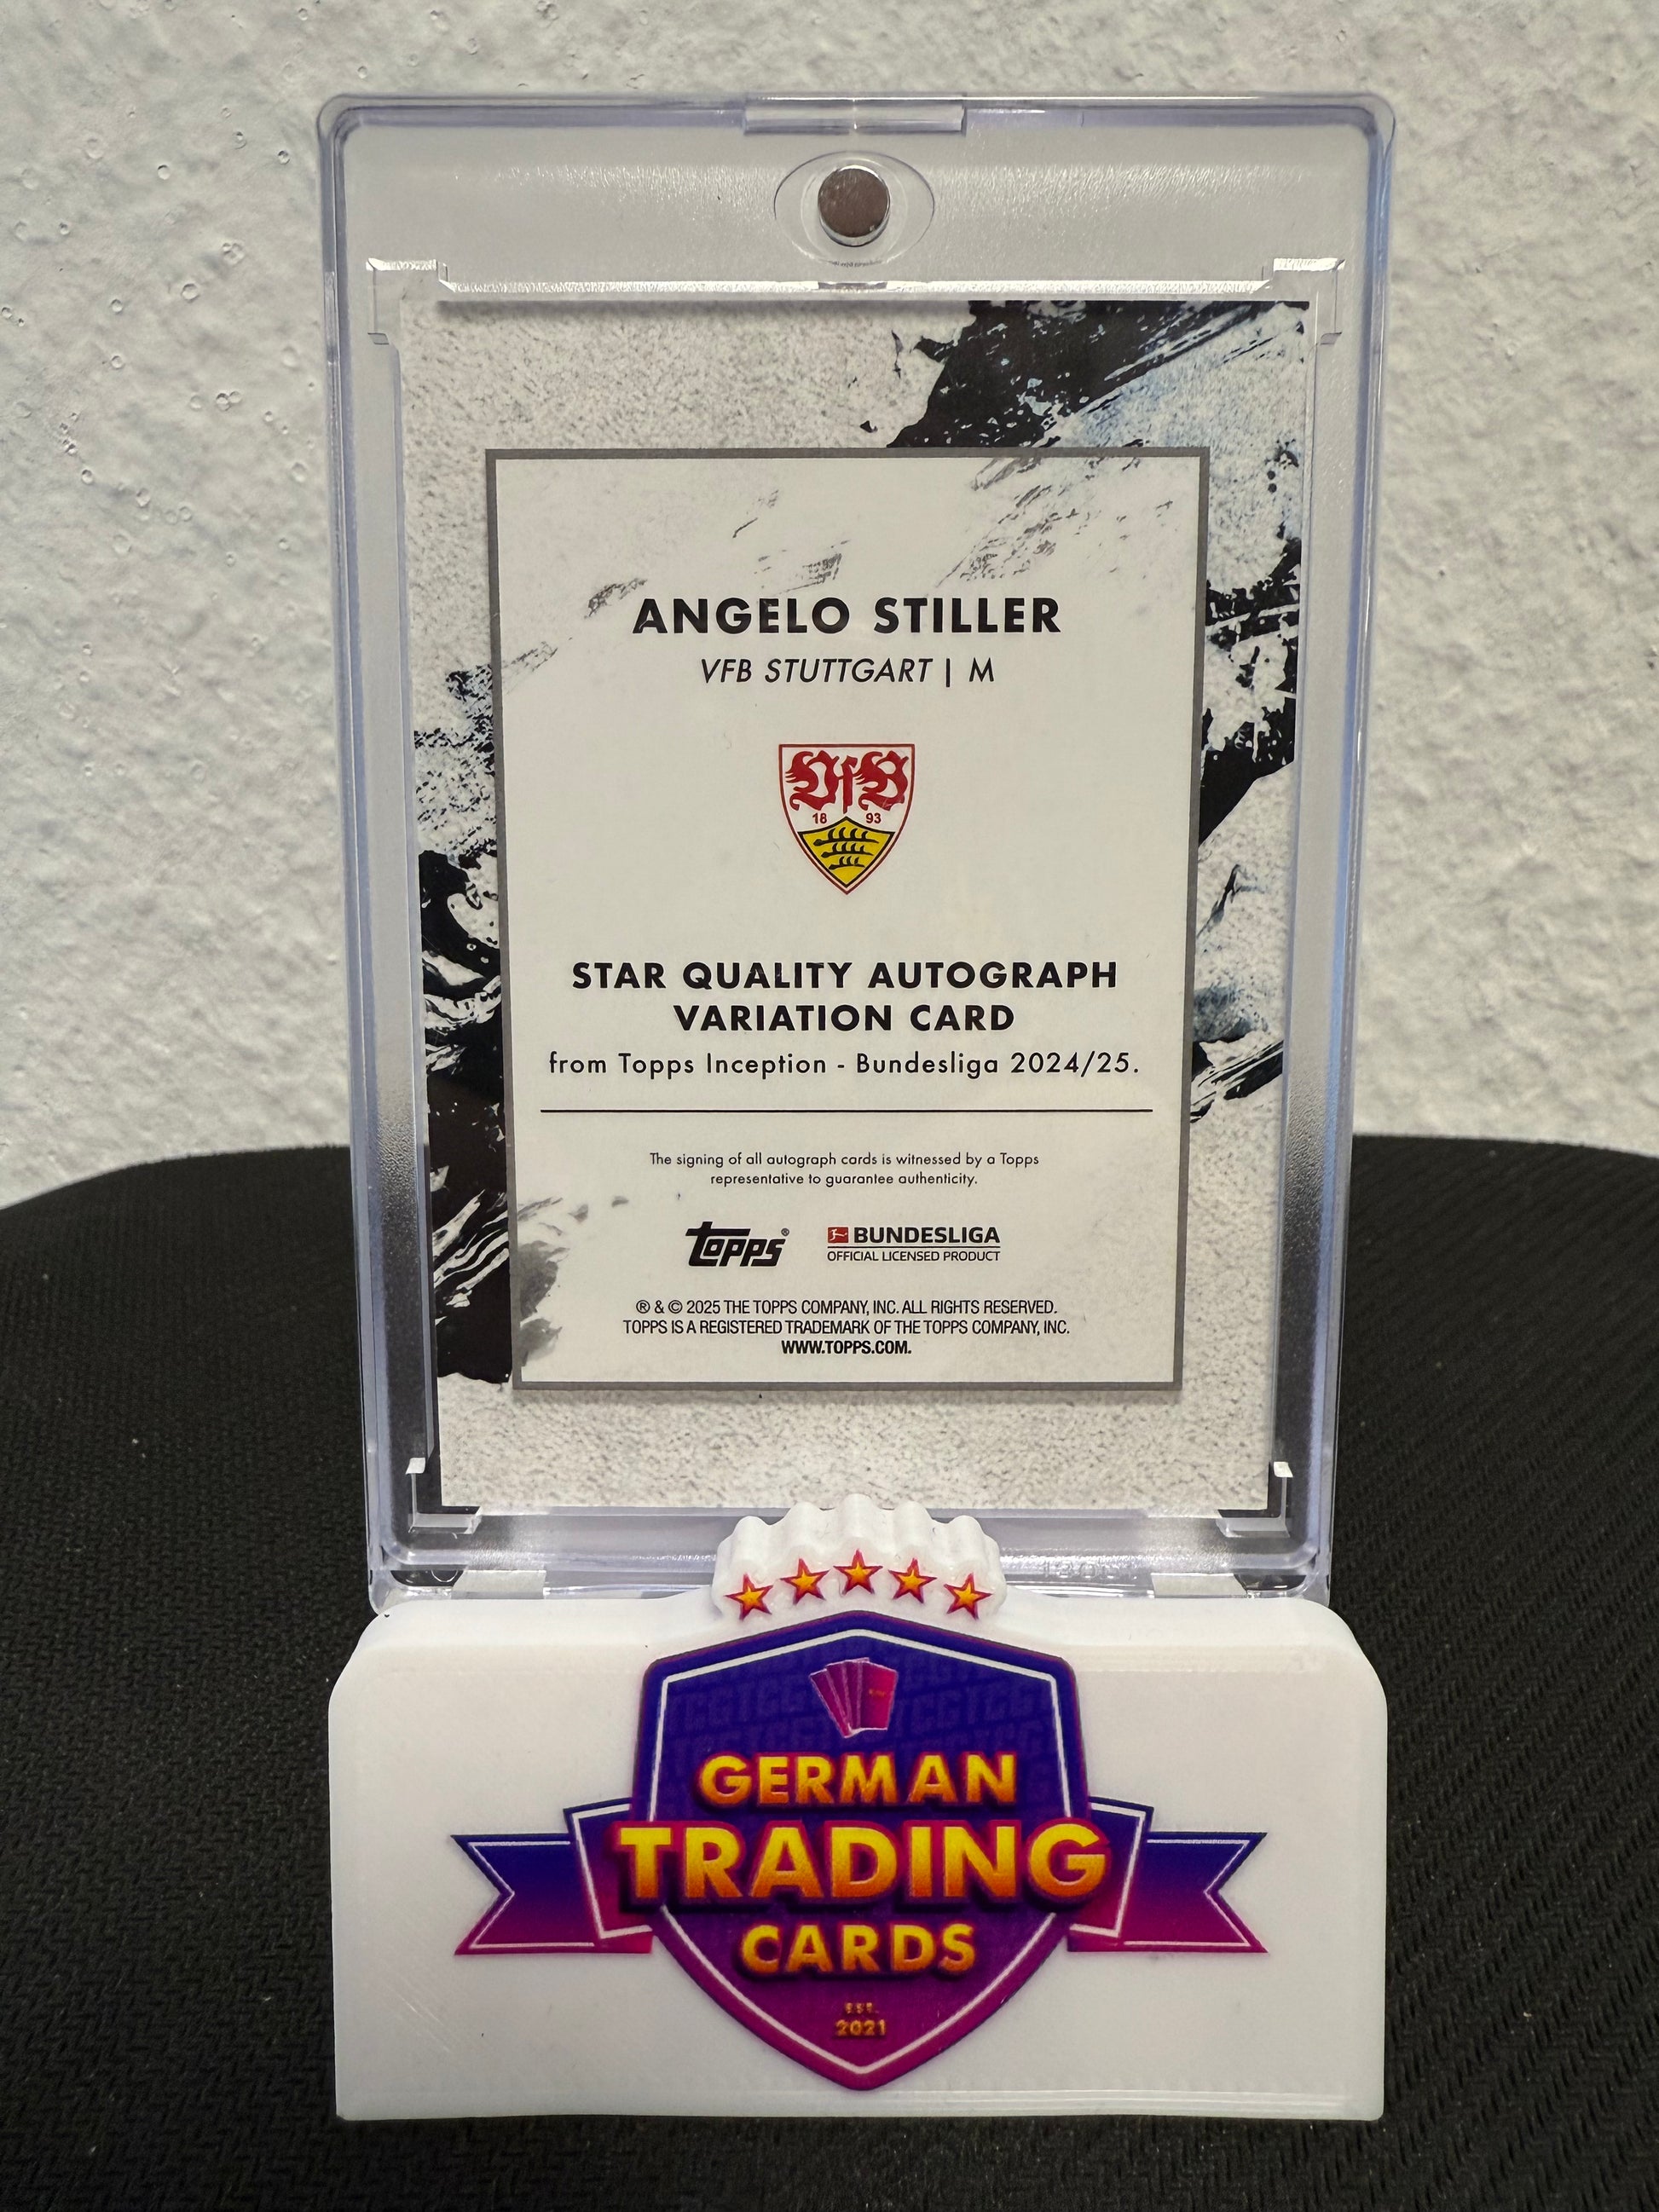 ANGELO STILLER
VFB STUTTGART | M
VfB
18 93
STAR QUALITY AUTOGRAPH
VARIATION CARD
from Topps Inception - Bundesliga 2024/25.
The signing of all autograph cards is witnessed by a Topps
representative to guarantee authenticity.
topps® BUNDESLIGA
OFFICIAL LICENSED PRODUCT
® & © 2025 THE TOPPS COMPANY, INC. ALL RIGHTS RESERVED.
TOPPS IS A REGISTERED TRADEMARK OF THE TOPPS COMPANY, INC.
WWW.TOPPS.COM.
GERMAN
TRADING
CARDS
EST.
2021